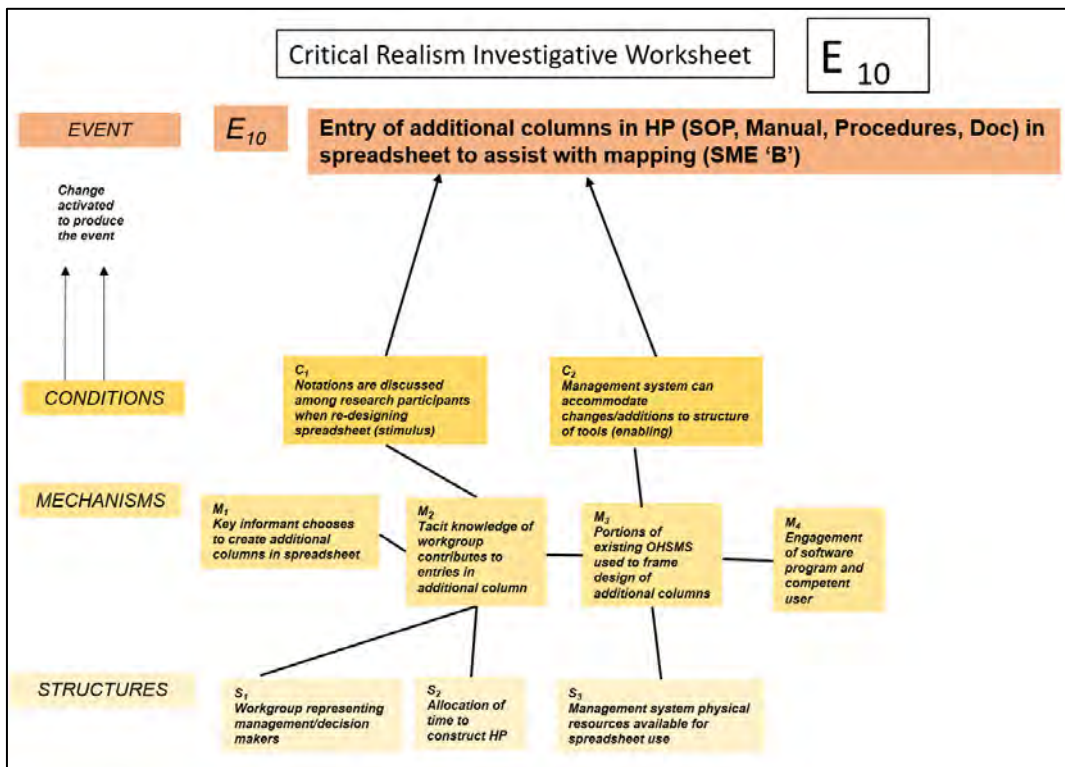 Critical Realism Investigative Worksheet
E 10
EVENT
E10
Entry of additional columns in HP (SOP, Manual, Procedures, Doc) in
spreadsheet to assist with mapping (SME ‘B’)
Change
activated
to produce
the event
CONDITIONS
C1
Notations are discussed
among research participants
when re-designing
spreadsheet (stimulus)
C2
Management system can
accommodate
changes/additions to structure
of tools (enabling)
MECHANISMS
M1
Key informant chooses
to create additional
columns in spreadsheet
M2
Tacit knowledge of
workgroup
contributes to
entries in
additional column
M3
Portions of
existing OHSMS
used to frame
design of
additional columns
M4
Engagement
of software
program and
competent
user
STRUCTURES
S1
Workgroup representing
management/decision
makers
S2
Allocation of
time to
construct HP
S3
Management system physical
resources available for
spreadsheet use